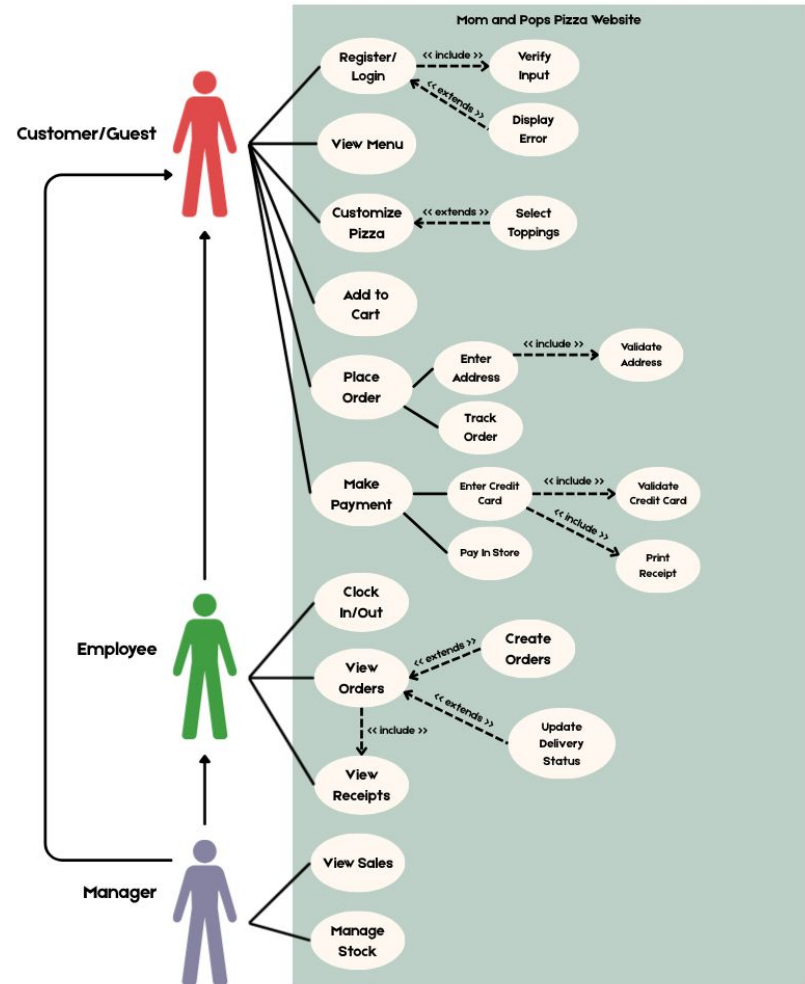 Mom and Pops Pizza Website
Customer/Guest
Register/
Login
<< include >>
Verify
Input
<< extends >>
Display
Error
View Menu
Customize
Pizza
<< extends >>
Select
Toppings
Add to
Cart
Place
Order
Enter
Address
<< include >>
Validate
Address
Track
Order
Make
Payment
Enter Credit
Card
<< include >>
Validate
Credit Card
<< include >>
Print
Receipt
Pay In Store
Employee
Clock
In/Out
View
Orders
<< extends >>
Create
Orders
<< extends >>
Update
Delivery
Status
<< include >>
View
Receipts
Manager
View Sales
Manage
Stock